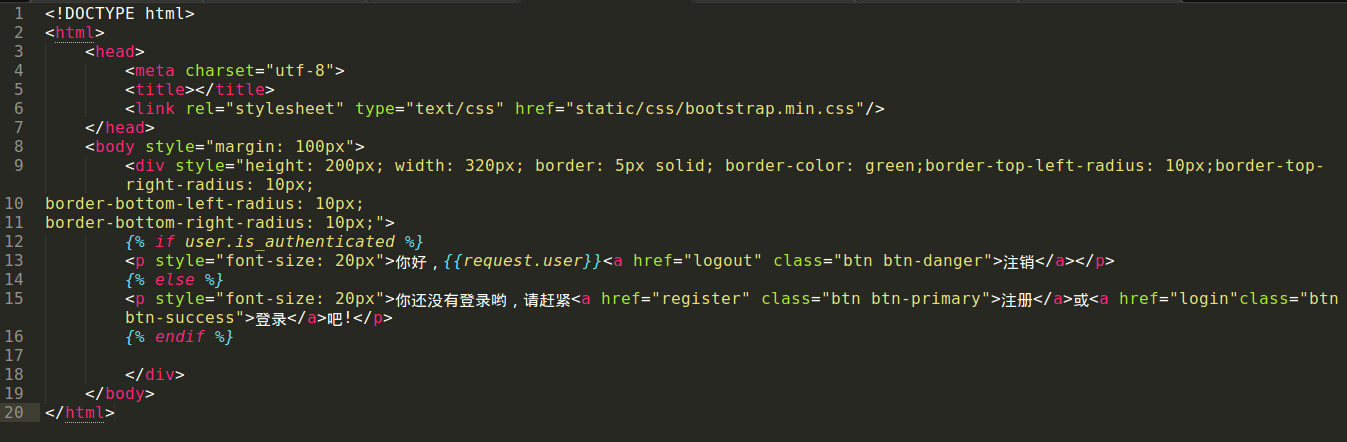 1 <!DOCTYPE html>
2 <html>
3 <head>
4 <meta charset="utf-8">
5 <title></title>
6 <link rel="stylesheet" type="text/css" href="static/css/bootstrap.min.css"/>
7 </head>
8 <body style="margin: 100px">
9 <div style="height: 200px; width: 320px; border: 5px solid; border-color: green;border-top-left-radius: 10px;border-top-
right-radius: 10px;
10 border-bottom-left-radius: 10px;
11 border-bottom-right-radius: 10px;">
12 {% if user.is_authenticated %}
13 <p style="font-size: 20px">你好，{{request.user}}<a href="logout" class="btn btn-danger">注销</a></p>
14 {% else %}
15 <p style="font-size: 20px">你还没有登录哟，请赶紧<a href="register" class="btn btn-primary">注册</a>或<a href="login"class="btn
btn-success">登录</a>吧!</p>
16 {% endif %}
17
18 </div>
19 </body>
20 </html>